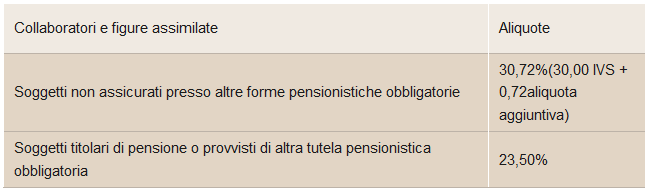 Collaboratori e figure assimilate
Aliquote
Soggetti non assicurati presso altre forme pensionistiche obbligatorie
30,72%(30,00 IVS +
0,72aliquota
aggiuntiva)
Soggetti titolari di pensione o provvisti di altra tutela pensionistica
obbligatoria
23,50%